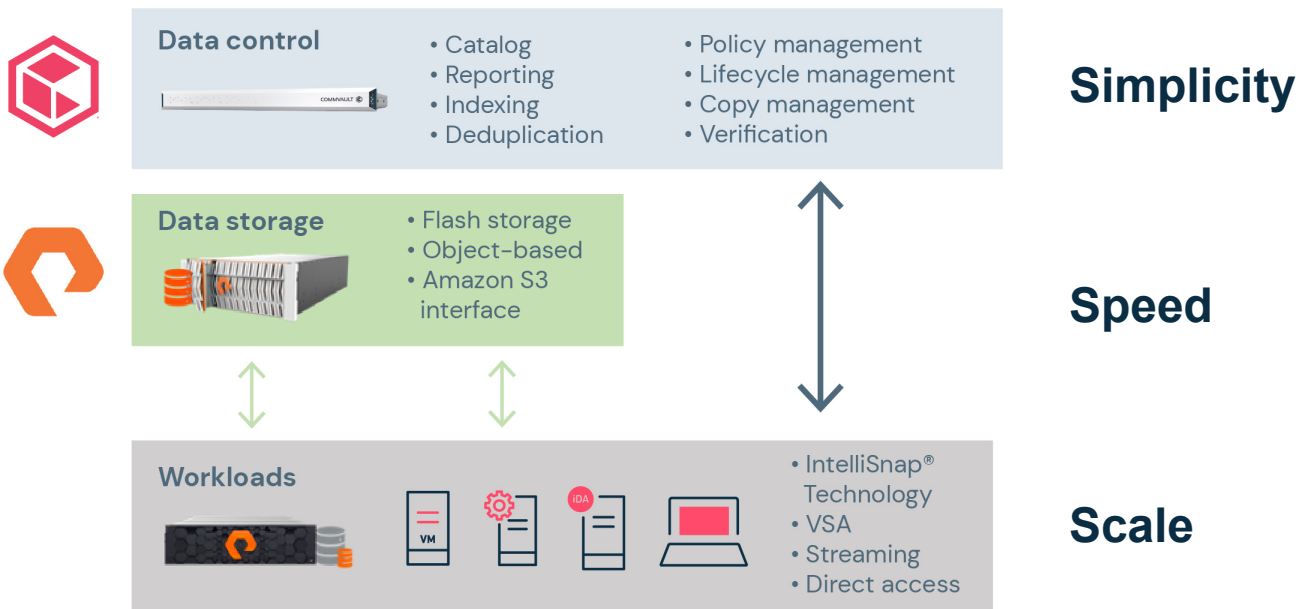 Data control
COMMVAULT
• Catalog
• Reporting
• Indexing
• Deduplication
• Policy management
• Lifecycle management
• Copy management
• Verification
Simplicity
Data storage
• Flash storage
• Object-based
• Amazon S3
interface
Speed
Workloads
VM
iDA
• IntelliSnap®
Technology
• VSA
• Streaming
• Direct access
Scale